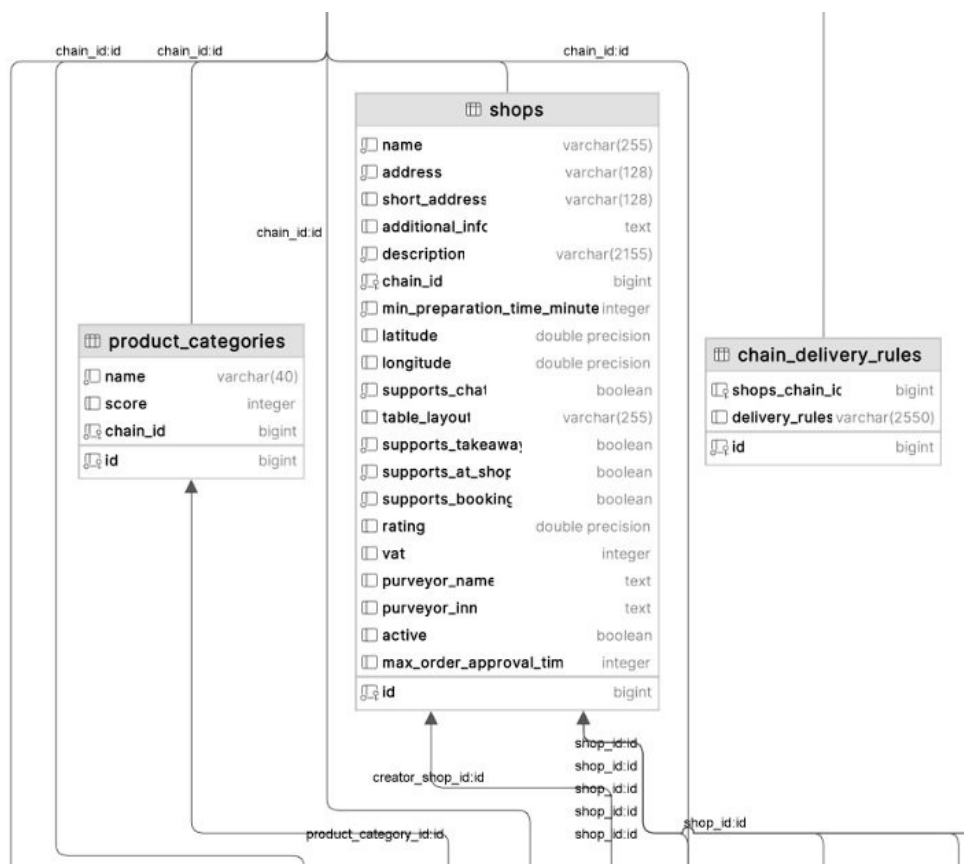 chain_id:id
chain_id:id
chain_id:id
shops
name varchar(255)
address varchar(128)
short_address varchar(128)
additional_info text
description varchar(2155)
chain_id bigint
min_preparation_time_minute integer
latitude double precision
longitude double precision
supports_chat boolean
table_layout varchar(255)
supports_takeaway boolean
supports_at_shop boolean
supports_booking boolean
rating double precision
vat integer
purveyor_name text
purveyor_inn text
active boolean
max_order_approval_tim integer
id bigint
chain_id:id
product_categories
name varchar(40)
score integer
chain_id bigint
id bigint
chain_delivery_rules
shops_chain_id bigint
delivery_rules varchar(2550)
id bigint
shop_id:id
shop_id:id
creator_shop_id:id
shop_id:id
shop_id:id
shop_id:id
shop_id:id
product_category_id:id